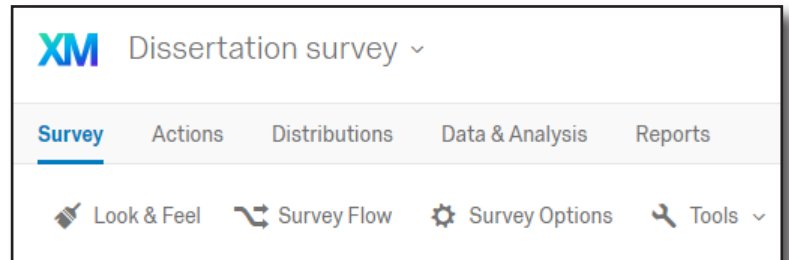 XM Dissertation survey
Survey Actions Distributions Data & Analysis Reports
Look & Feel Survey Flow Survey Options Tools